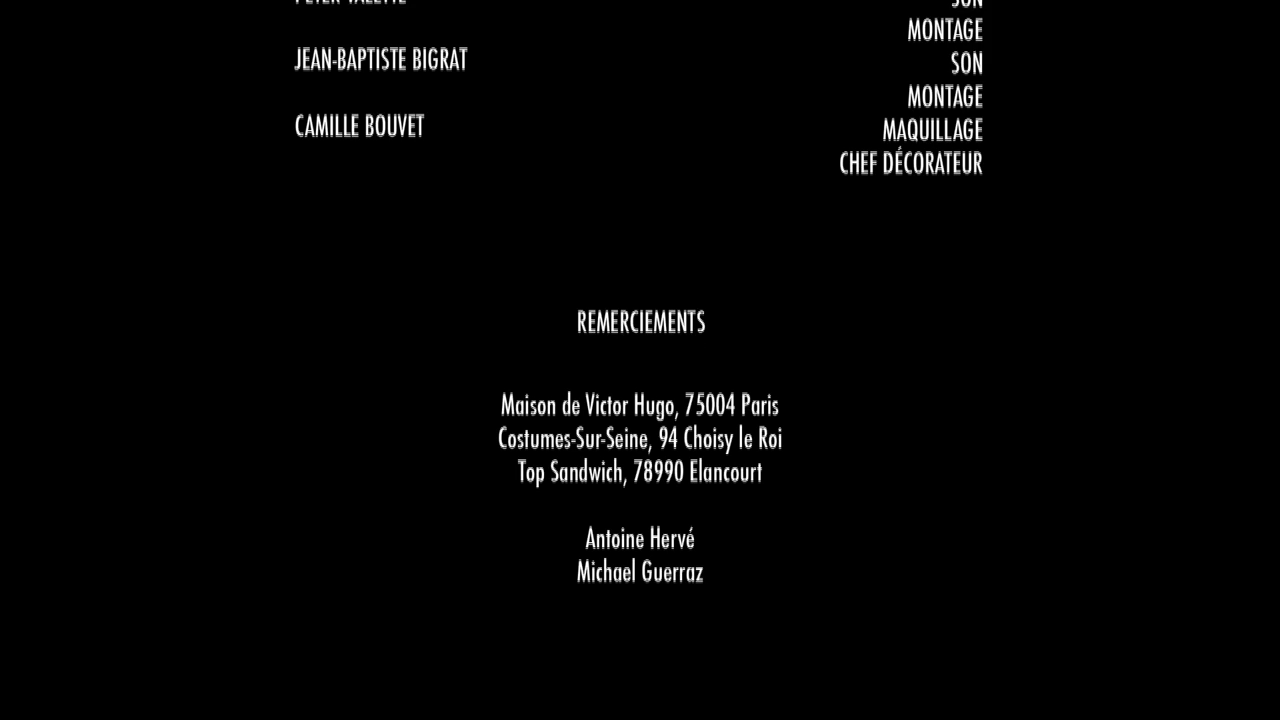 SON
MONTAGE
JEAN-BAPTISTE BIGRAT
SON
MONTAGE
CAMILLE BOUVET
MAQUILLAGE
CHEF DÉCORATEUR
REMERCIEMENTS
Maison de Victor Hugo, 75004 Paris
Costumes-Sur-Seine, 94 Choisy le Roi
Top Sandwich, 78990 Elancourt
Antoine Hervé
Michael Guerraz